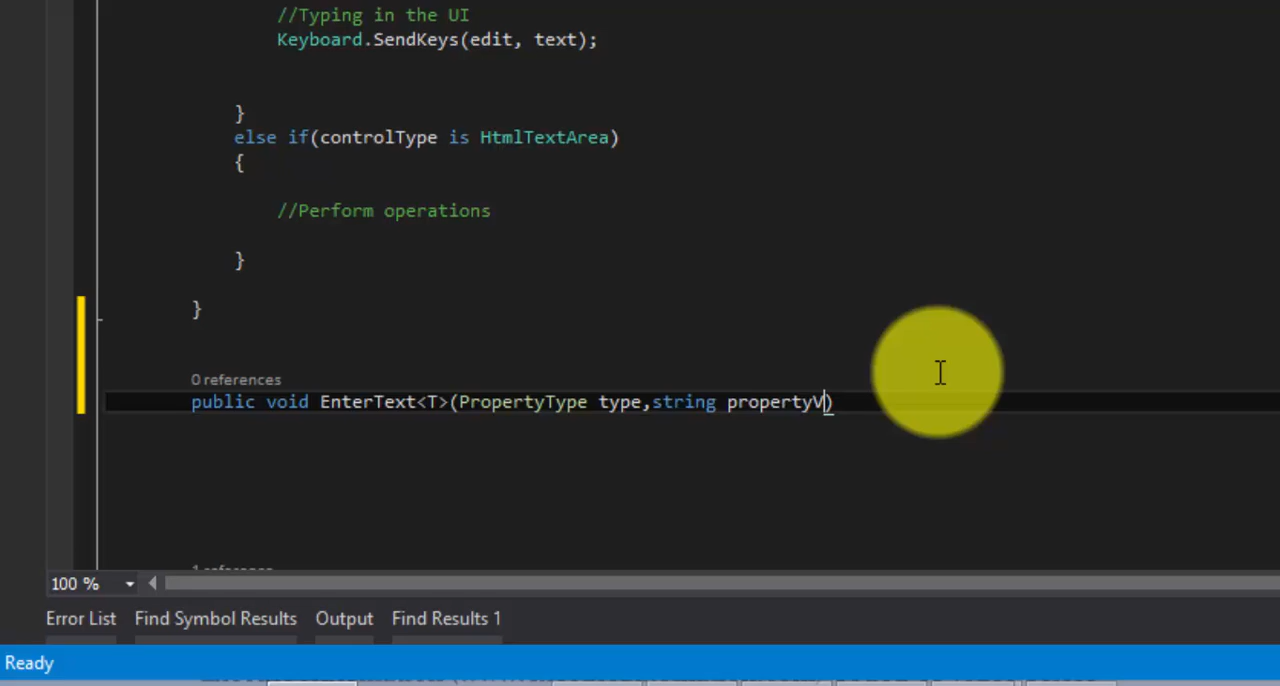 //Typing in the UI
Keyboard.SendKeys(edit, text);
}
else if(controlType is HtmlTextArea)
{
//Perform operations
}
}
0 references
public void EnterText<T>(PropertyType type,string propertyV)
100 %
Error List Find Symbol Results Output Find Results 1
Ready